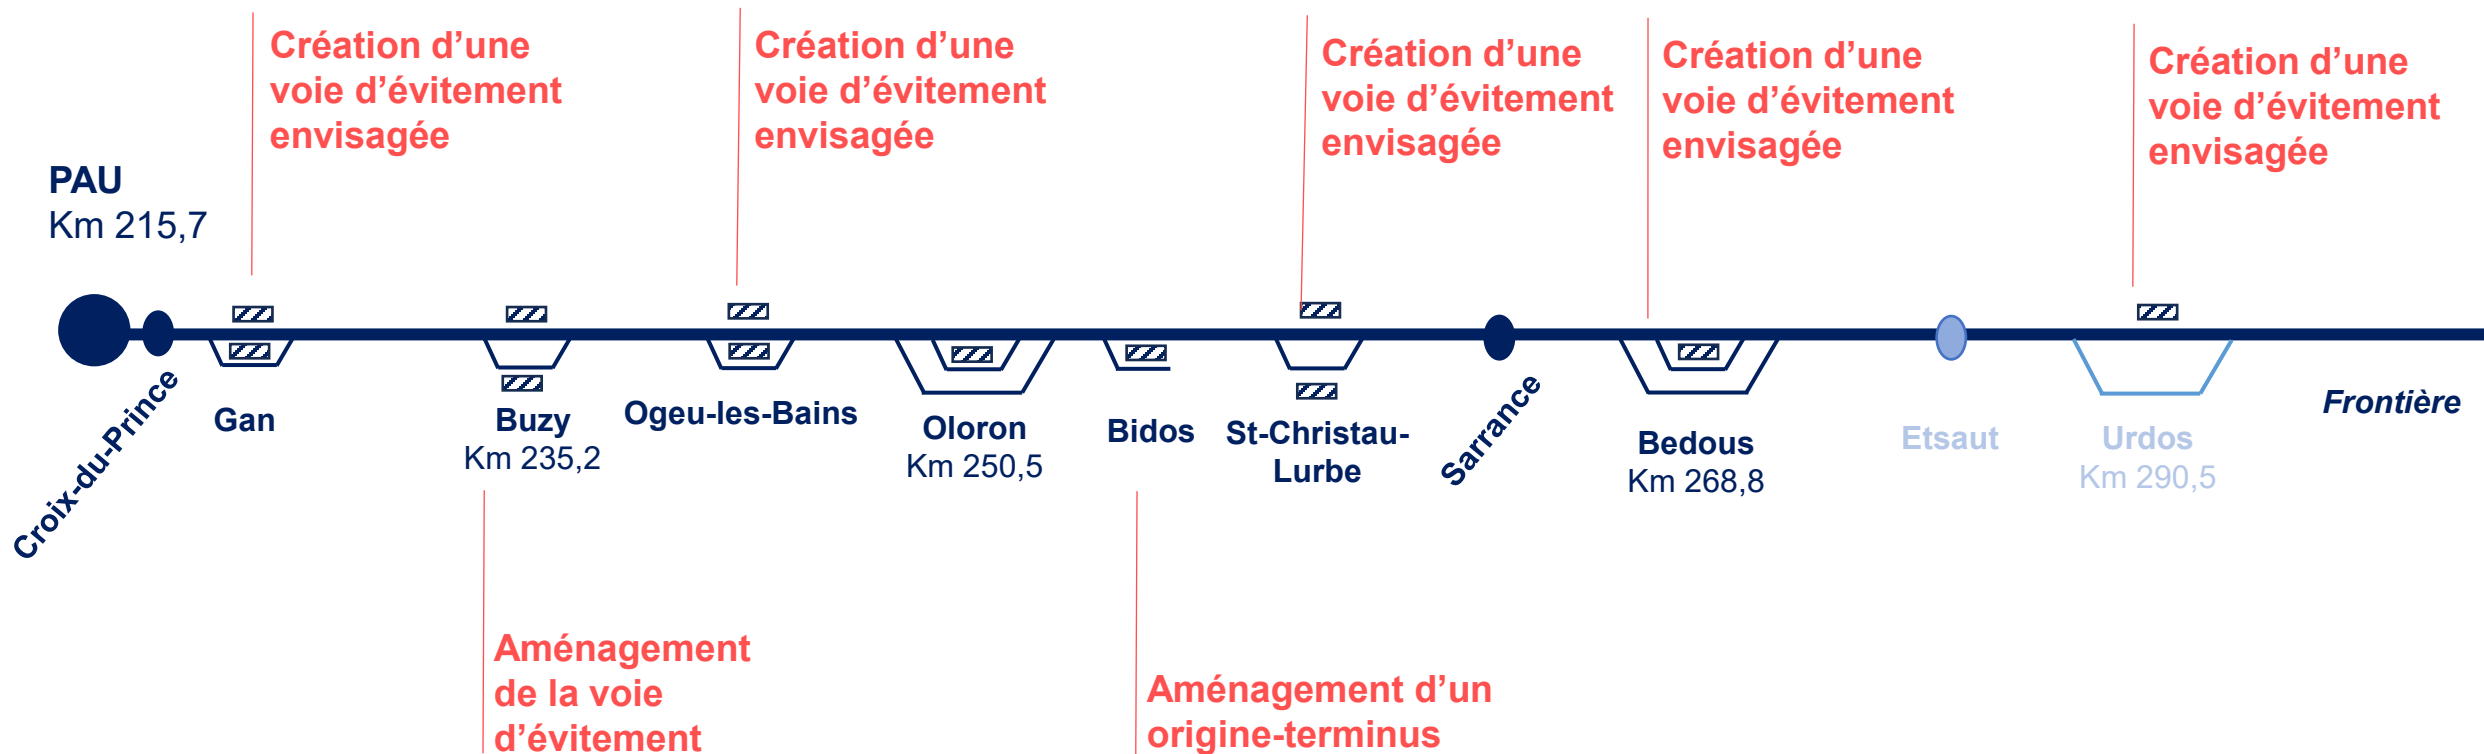 Création d’une
voie d’évitement
envisagée
Création d’une
voie d’évitement
envisagée
Création d’une
voie d’évitement
envisagée
Création d’une
voie d’évitement
envisagée
Création d’une
voie d’évitement
envisagée
PAU
Km 215,7
Croix-du-Prince
Gan
Buzy
Km 235,2
Ogeu-les-Bains
Oloron
Km 250,5
Bidos
St-Christau-
Lurbe
Sarrance
Bedous
Km 268,8
Etsaut
Urdos
Km 290,5
Frontière
Aménagement
de la voie
d’évitement
Aménagement d’un
origine-terminus